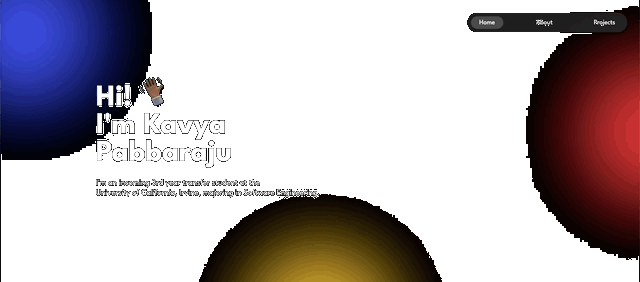 Home About Projects
Hi!
I'm Kavya
Pabbaraju
I'm an incoming 3rd year transfer student at the
University of California, Irvine, majoring in Software Engineering.